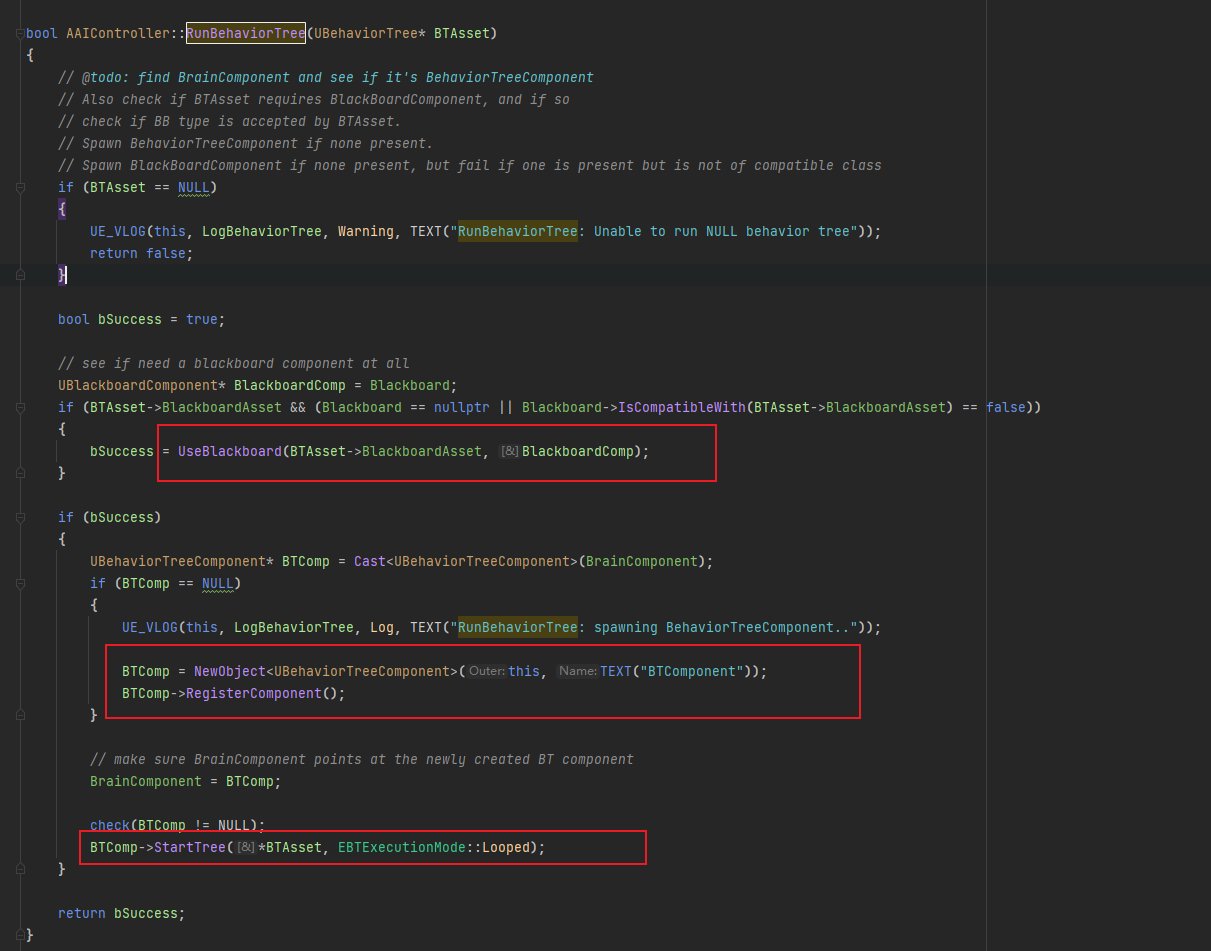 bool AAIController::RunBehaviorTree(UBehaviorTree* BTAsset)
{
// @todo: find BrainComponent and see if it's BehaviorTreeComponent
// Also check if BTAsset requires BlackBoardComponent, and if so
// check if BB type is accepted by BTAsset.
// Spawn BehaviorTreeComponent if none present.
// Spawn BlackBoardComponent if none present, but fail if one is present but is not of compatible class
if (BTAsset == NULL)
{
UE_VLOG(this, LogBehaviorTree, Warning, TEXT("RunBehaviorTree: Unable to run NULL behavior tree"));
return false;
}
bool bSuccess = true;
// see if need a blackboard component at all
UBlackboardComponent* BlackboardComp = Blackboard;
if (BTAsset->BlackboardAsset && (Blackboard == nullptr || Blackboard->IsCompatibleWith(BTAsset->BlackboardAsset) == false))
{
bSuccess = UseBlackboard(BTAsset->BlackboardAsset, [&]BlackboardComp);
}
if (bSuccess)
{
UBehaviorTreeComponent* BTComp = Cast<UBehaviorTreeComponent>(BrainComponent);
if (BTComp == NULL)
{
UE_VLOG(this, LogBehaviorTree, Log, TEXT("RunBehaviorTree: spawning BehaviorTreeComponent.."));
BTComp = NewObject<UBehaviorTreeComponent>(Outer:this, Name:TEXT("BTComponent"));
BTComp->RegisterComponent();
}
// make sure BrainComponent points at the newly created BT component
BrainComponent = BTComp;
check(BTComp != NULL);
BTComp->StartTree([&]*BTAsset, EBTExecutionMode::Looped);
}
return bSuccess;
}